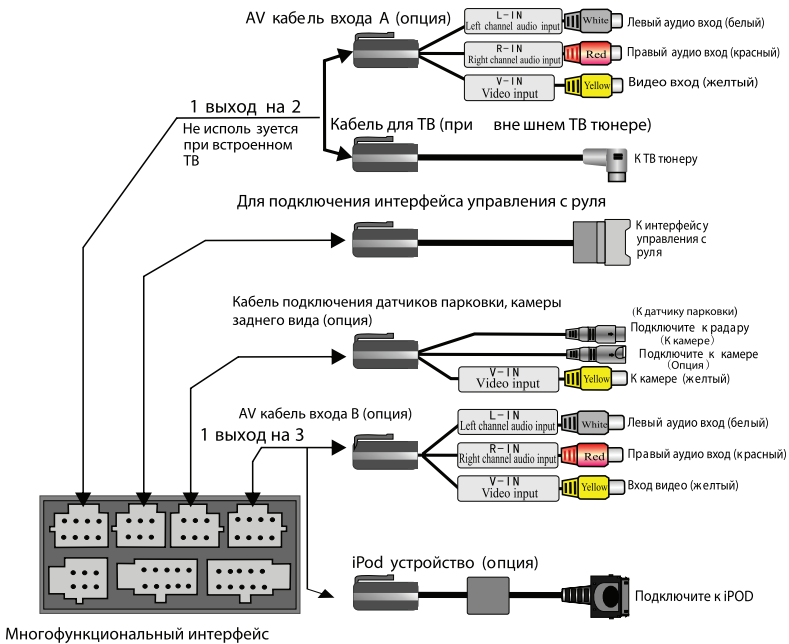 AV кабель входа А (опция)
L-IN
Left channel audio input
White
Левый аудио вход (белый)
R-IN
Right channel audio input
Red
Правый аудио вход (красный)
V-IN
Video input
Yellow
Видео вход (желтый)
1 выход на 2
Не исполь зуется
при встроенном
ТВ
Кабель для ТВ (при вне шнем ТВ тюнере)
К ТВ тюнеру
Для подключения интерфейса управления с руля
К интерфейсу
управления с
руля
Кабель подключения датчиков парковки, камеры
заднего вида (опция)
(К датчику парковки)
Подключите к радару
(К камере)
Подключите к камере
(Опция)
V-IN
Video input
Yellow
К камере (желтый)
AV кабель входа В (опция)
1 выход на 3
L-IN
Left channel audio input
White
Левый аудио вход (белый)
R-IN
Right channel audio input
Red
Правый аудио вход (красный)
V-IN
Video input
Yellow
Вход видео (желтый)
iPod устройство (опция)
Подключите к iPOD
Многофункциональный интерфейс